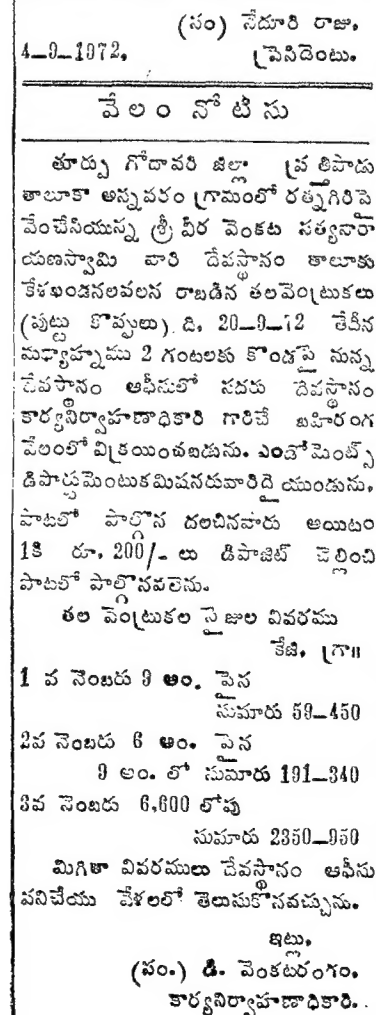 (సం) నేదూరి రాజు,
4-9-1972. ప్రెసిడెంటు.
వేలం నోటీసు
తూర్పు గోదావరి జిల్లా ప్రత్తిపాడు
తాలూకా అన్నవరం గ్రామంలో రత్నగిరిపై
వేంచేసియున్న శ్రీ వీర వెంకట సత్యనారా
యణస్వామి వారి దేవస్థానం తాలూకు
కేశఖండనలవలన రాబడిన తలవెంట్రుకలు
(పుట్టు కొప్పులు). ది. 20-9-72 తేదీన
మధ్యాహ్నము 2 గంటలకు కొండపై నున్న
దేవస్థానం ఆఫీసులో సదరు దేవస్థానం
కార్యనిర్వాహణాధికారి గారిచే బహిరంగ
వేలంలో విక్రయించబడును. ఎండోమెంట్స్
డిపార్టుమెంటుకమిషనరువారిదై యుండును.
పాటలో పాల్గొన దలచినవారు అయిటం
1కి రూ. 200/- లు డిపాజిట్ చెల్లించి
పాటలో పాల్గొనవలెను.
తల వెంట్రుకల సైజుల వివరము
కేజి. గ్రా॥
1 వ నెంబరు 9 అం. పైన
సుమారు 59-450
2వ నెంబరు 6 అం. పైన
9 అం. లో సుమారు 191-340
3వ నెంబరు 6,600 లోపు
సుమారు 2350-950
మిగితా వివరములు దేవస్థానం ఆఫీసు
పనిచేయు వేళలలో తెలుసుకొనవచ్చును.
ఇట్లు,
(సం.) డి. వెంకటరంగం,
కార్యనిర్వాహణాధికారి.